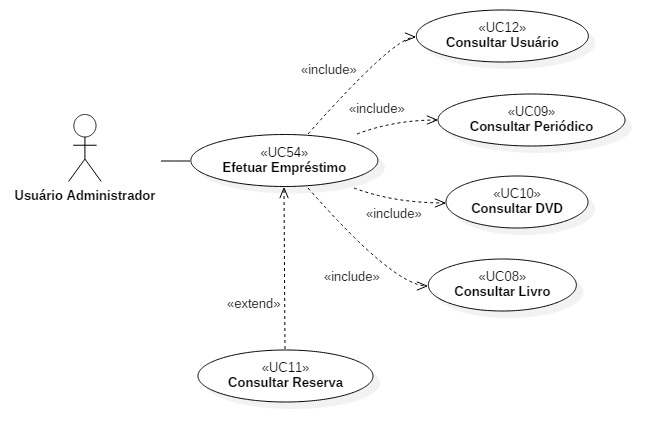 «UC12»
Consultar Usuário
«include»
«include»
«UC09»
Consultar Periódico
«UC54»
Efetuar Empréstimo
Usuário Administrador
«UC10»
Consultar DVD
«include»
«include»
«UC08»
Consultar Livro
«extend»
«UC11»
Consultar Reserva